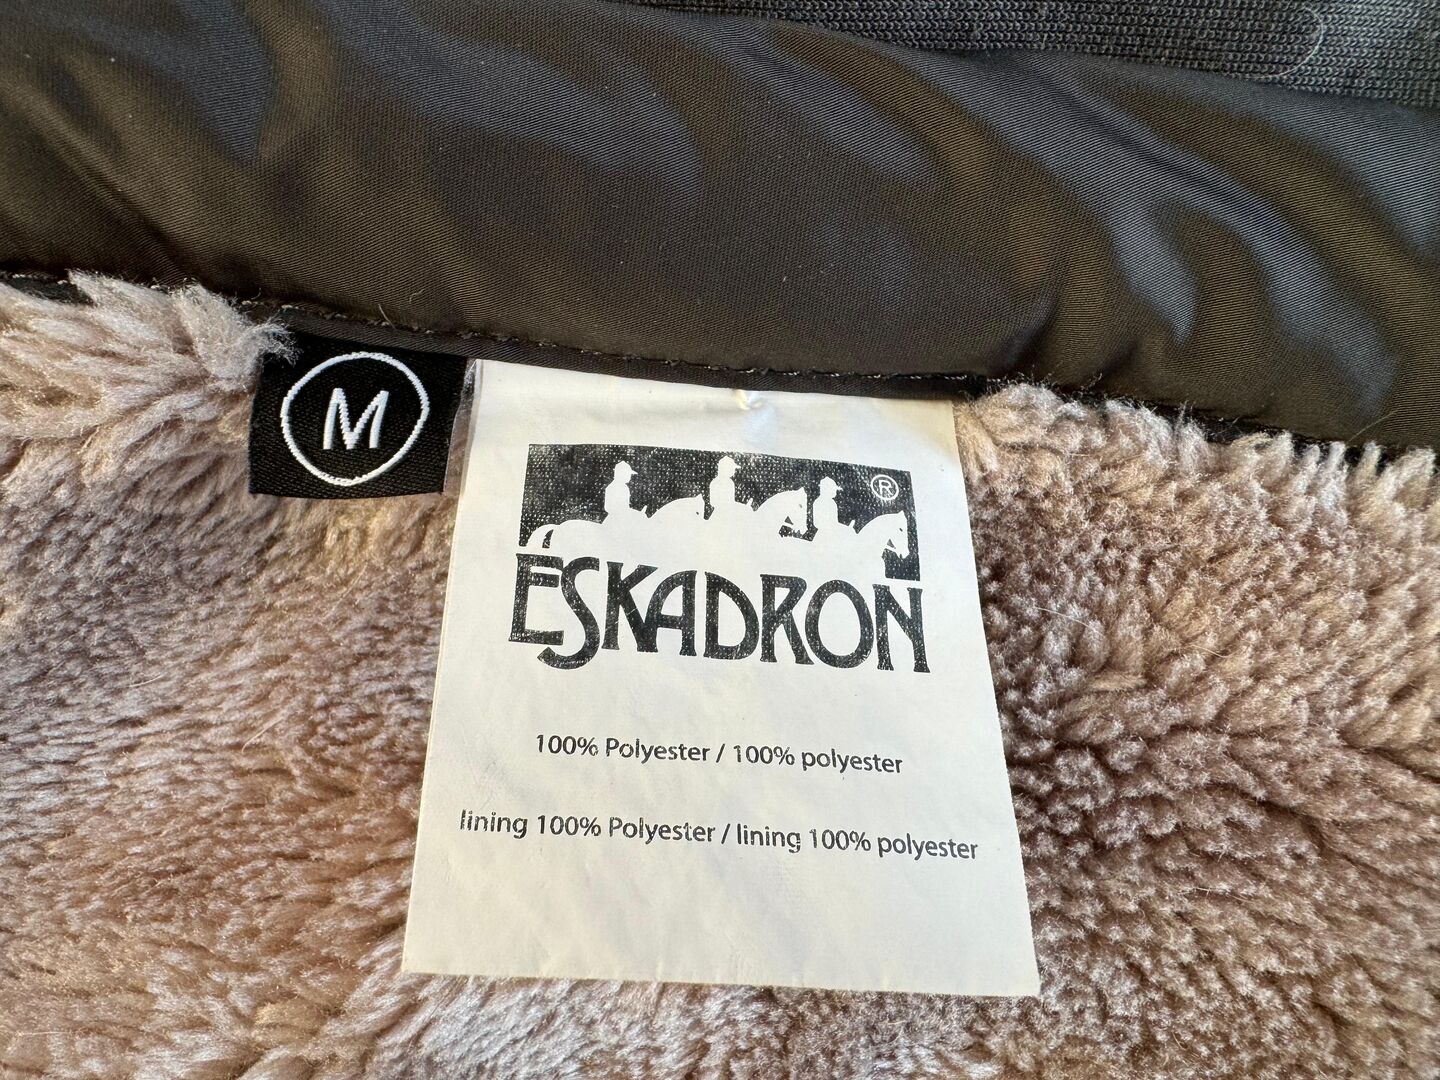 M
®
ESKADRON
100% Polyester / 100% polyester
lining 100% Polyester / lining 100% polyester